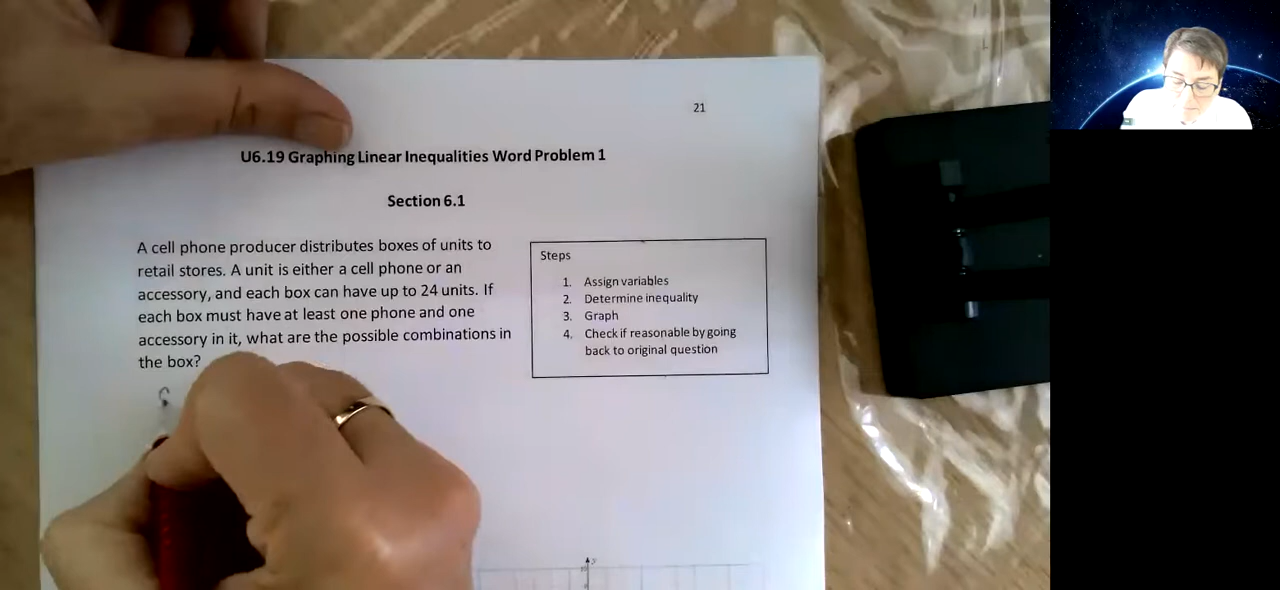 21
U6.19 Graphing Linear Inequalities Word Problem 1
Section 6.1
A cell phone producer distributes boxes of units to
retail stores. A unit is either a cell phone or an
accessory, and each box can have up to 24 units. If
each box must have at least one phone and one
accessory in it, what are the possible combinations in
the box?
Steps
1. Assign variables
2. Determine inequality
3. Graph
4. Check if reasonable by going
back to original question